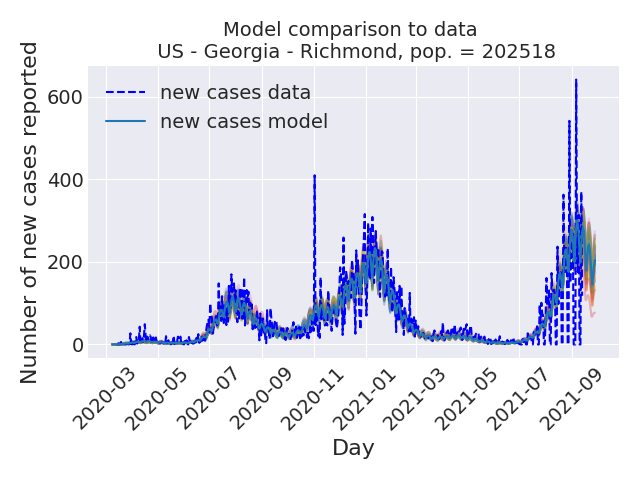 Model comparison to data
US - Georgia - Richmond, pop. = 202518
Number of new cases reported
600
400
200
0
new cases data
new cases model
2020-03
2020-05
2020-07
2020-09
2020-11
2021-01
2021-03
2021-05
2021-07
2021-09
Day